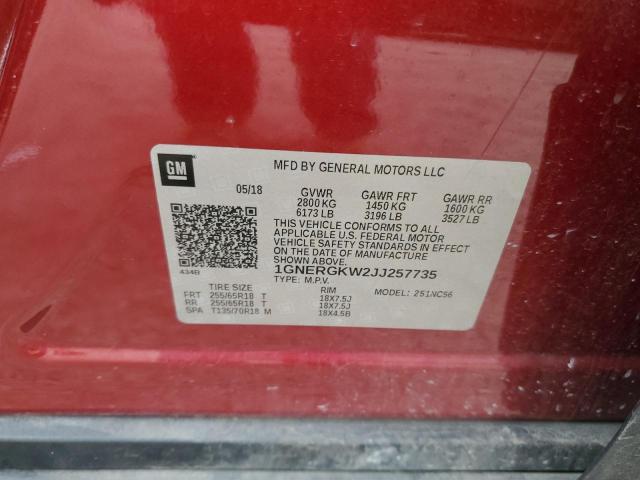 GM
MFD BY GENERAL MOTORS LLC
05/18 GVWR GAWR FRT GAWR RR
2800 KG 1450 KG 1600 KG
6173 LB 3196 LB 3527 LB
THIS VEHICLE CONFORMS TO ALL
APPLICABLE U.S. FEDERAL MOTOR
VEHICLE SAFETY STANDARDS IN EFFECT
ON THE DATE OF MANUFACTURE
SHOWN ABOVE.
434B
1GNERGKW2JJ257735
TYPE: M.P.V. MODEL: 251NC56
TIRE SIZE RIM
FRT 255/65R18 T 18X7.5J
RR 255/65R18 T 18X7.5J
SPA T135/70R18 M 18X4.5B